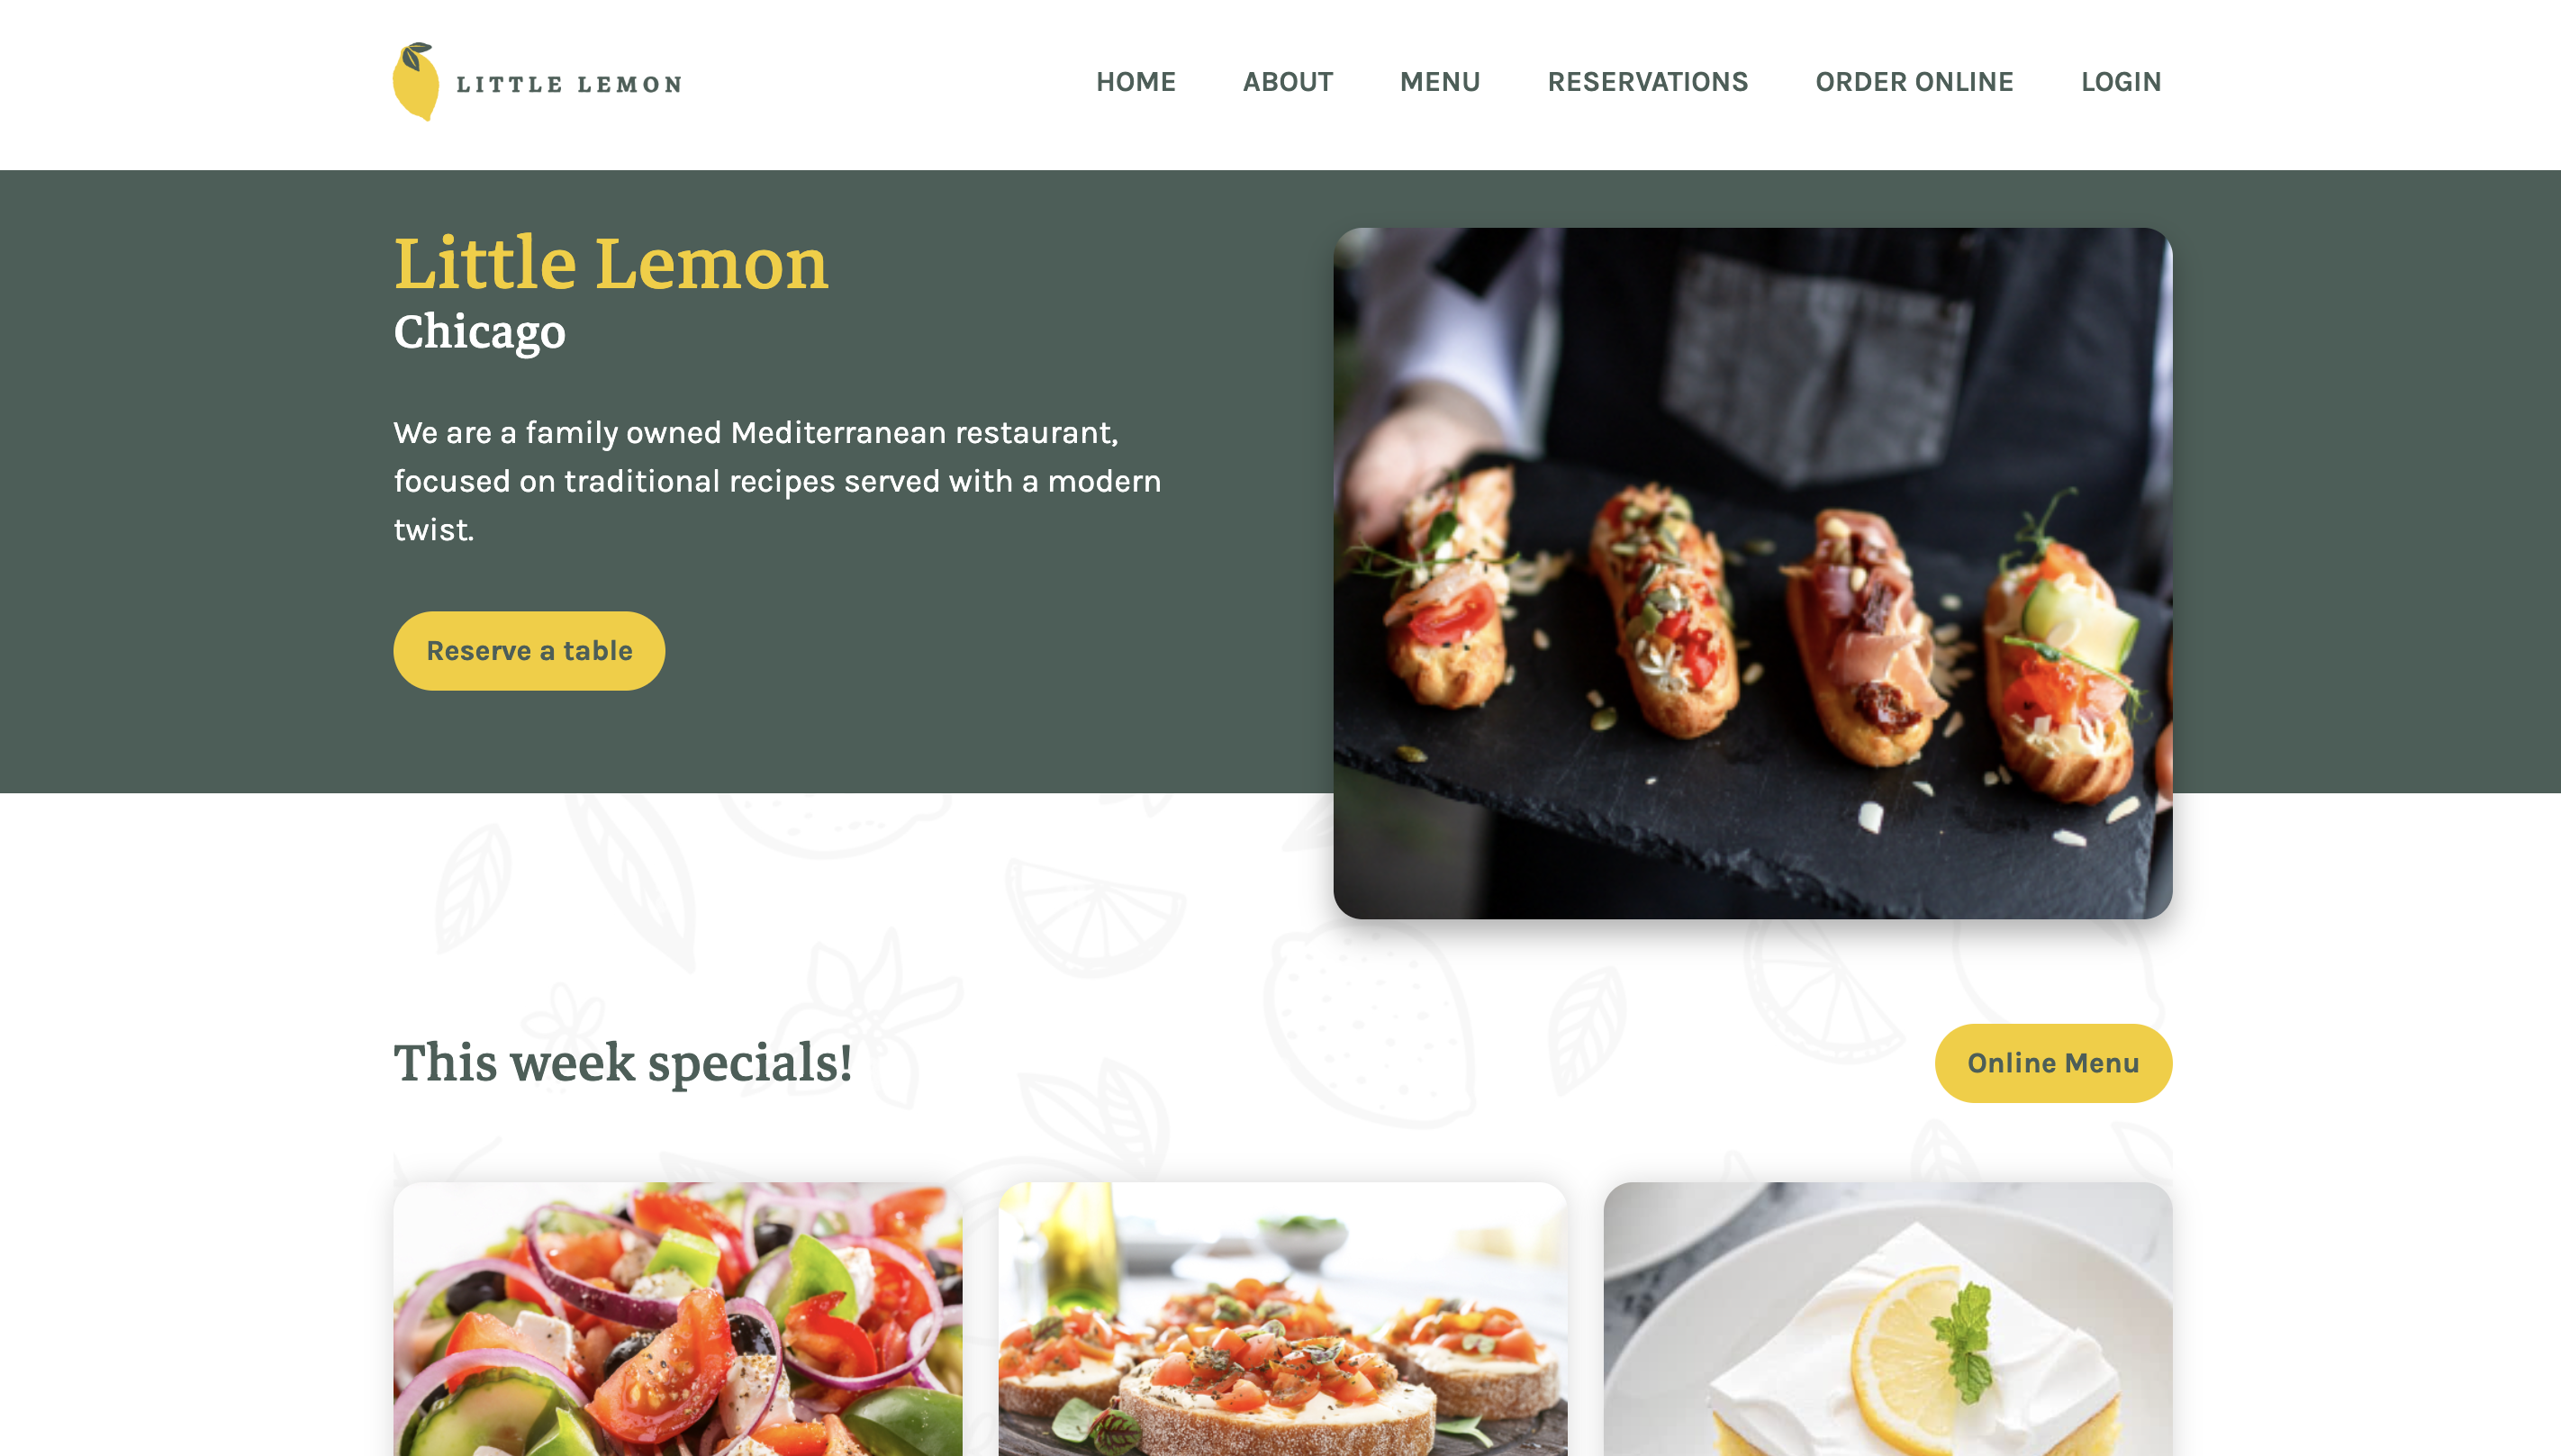 LITTLE LEMON
HOME ABOUT MENU RESERVATIONS ORDER ONLINE LOGIN
Little Lemon
Chicago
We are a family owned Mediterranean restaurant,
focused on traditional recipes served with a modern
twist.
Reserve a table
This week specials!
Online Menu